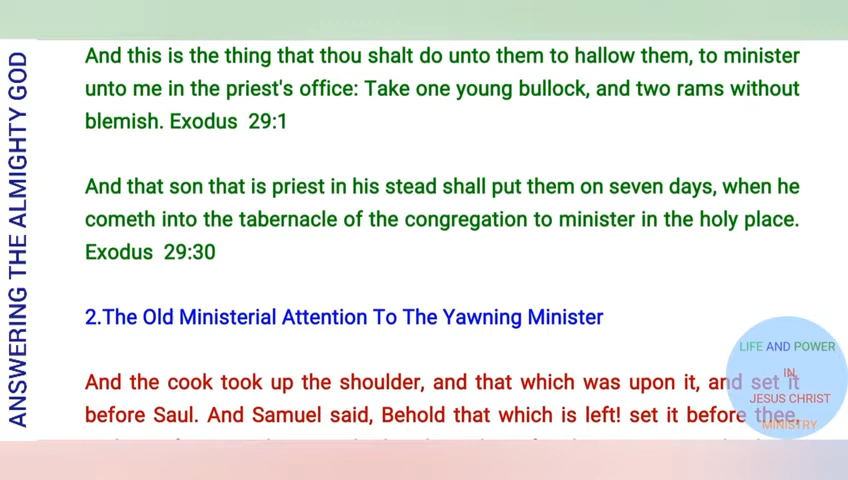 ANSWERING THE ALMIGHTY GOD
And this is the thing that thou shalt do unto them to hallow them, to minister
unto me in the priest's office: Take one young bullock, and two rams without
blemish. Exodus 29:1
And that son that is priest in his stead shall put them on seven days, when he
cometh into the tabernacle of the congregation to minister in the holy place.
Exodus 29:30
2.The Old Ministerial Attention To The Yawning Minister
And the cook took up the shoulder, and that which was upon it, and set it
before Saul. And Samuel said, Behold that which is left! set it before thee,
LIFE AND POWER
IN
JESUS CHRIST
MINISTRY